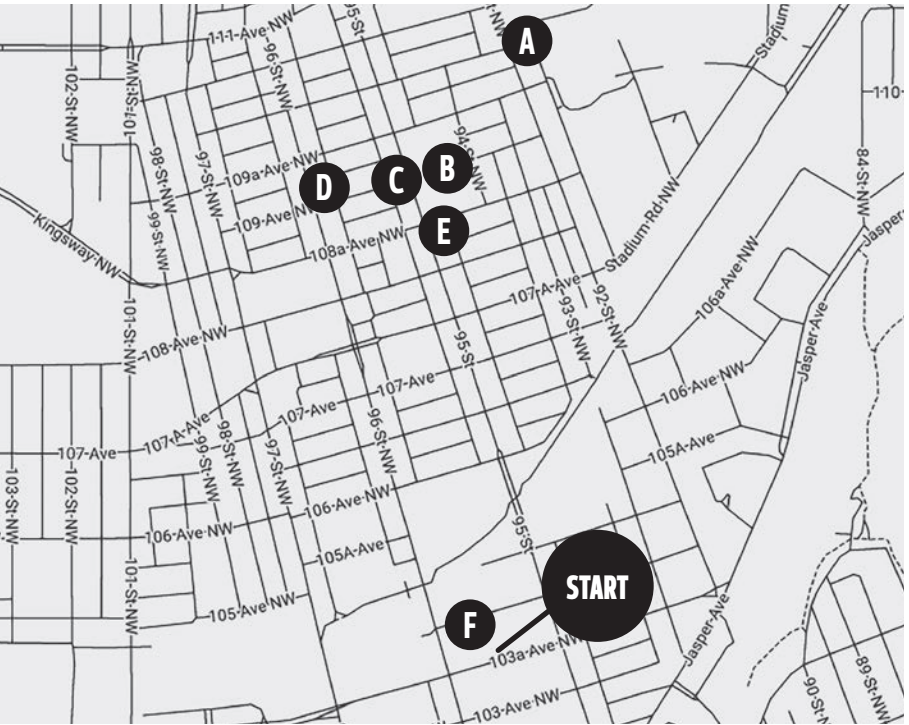 111-Ave-NW
95-St-
St-NW
A
Stadium
102-St-NW
101-St-NW
96-St-NW
110-
98-St-NW
97-St-NW
109a-Ave-NW
94-St-NW
84-St-NW
D
C
B
E
99-St-NW
109-Ave-N
108a-Ave-NW
Kingsway-NW
Stadium-Rd-NW
Jasper-
106a-Ave-NW
107-A-Ave
101-St-NW
108-Ave-NW
95-St
93-St-NW
92-St-NW
Jasper-Ave
107-Ave
106-Ave-NW
107-Ave
107-A-Ave
107-Ave
99-St-NW
98-St-NW
97-St-NW
96-St-NW
105A-Ave
103-St-NW
102-St-NW
106-Ave-NW
106-Ave-NW
95-St
105A-Ave
101-St-NW
START
105-Ave-NW
F
103a-Ave-NW
Jasper-Ave
103-Ave-NW
90-St-
89-St-NW